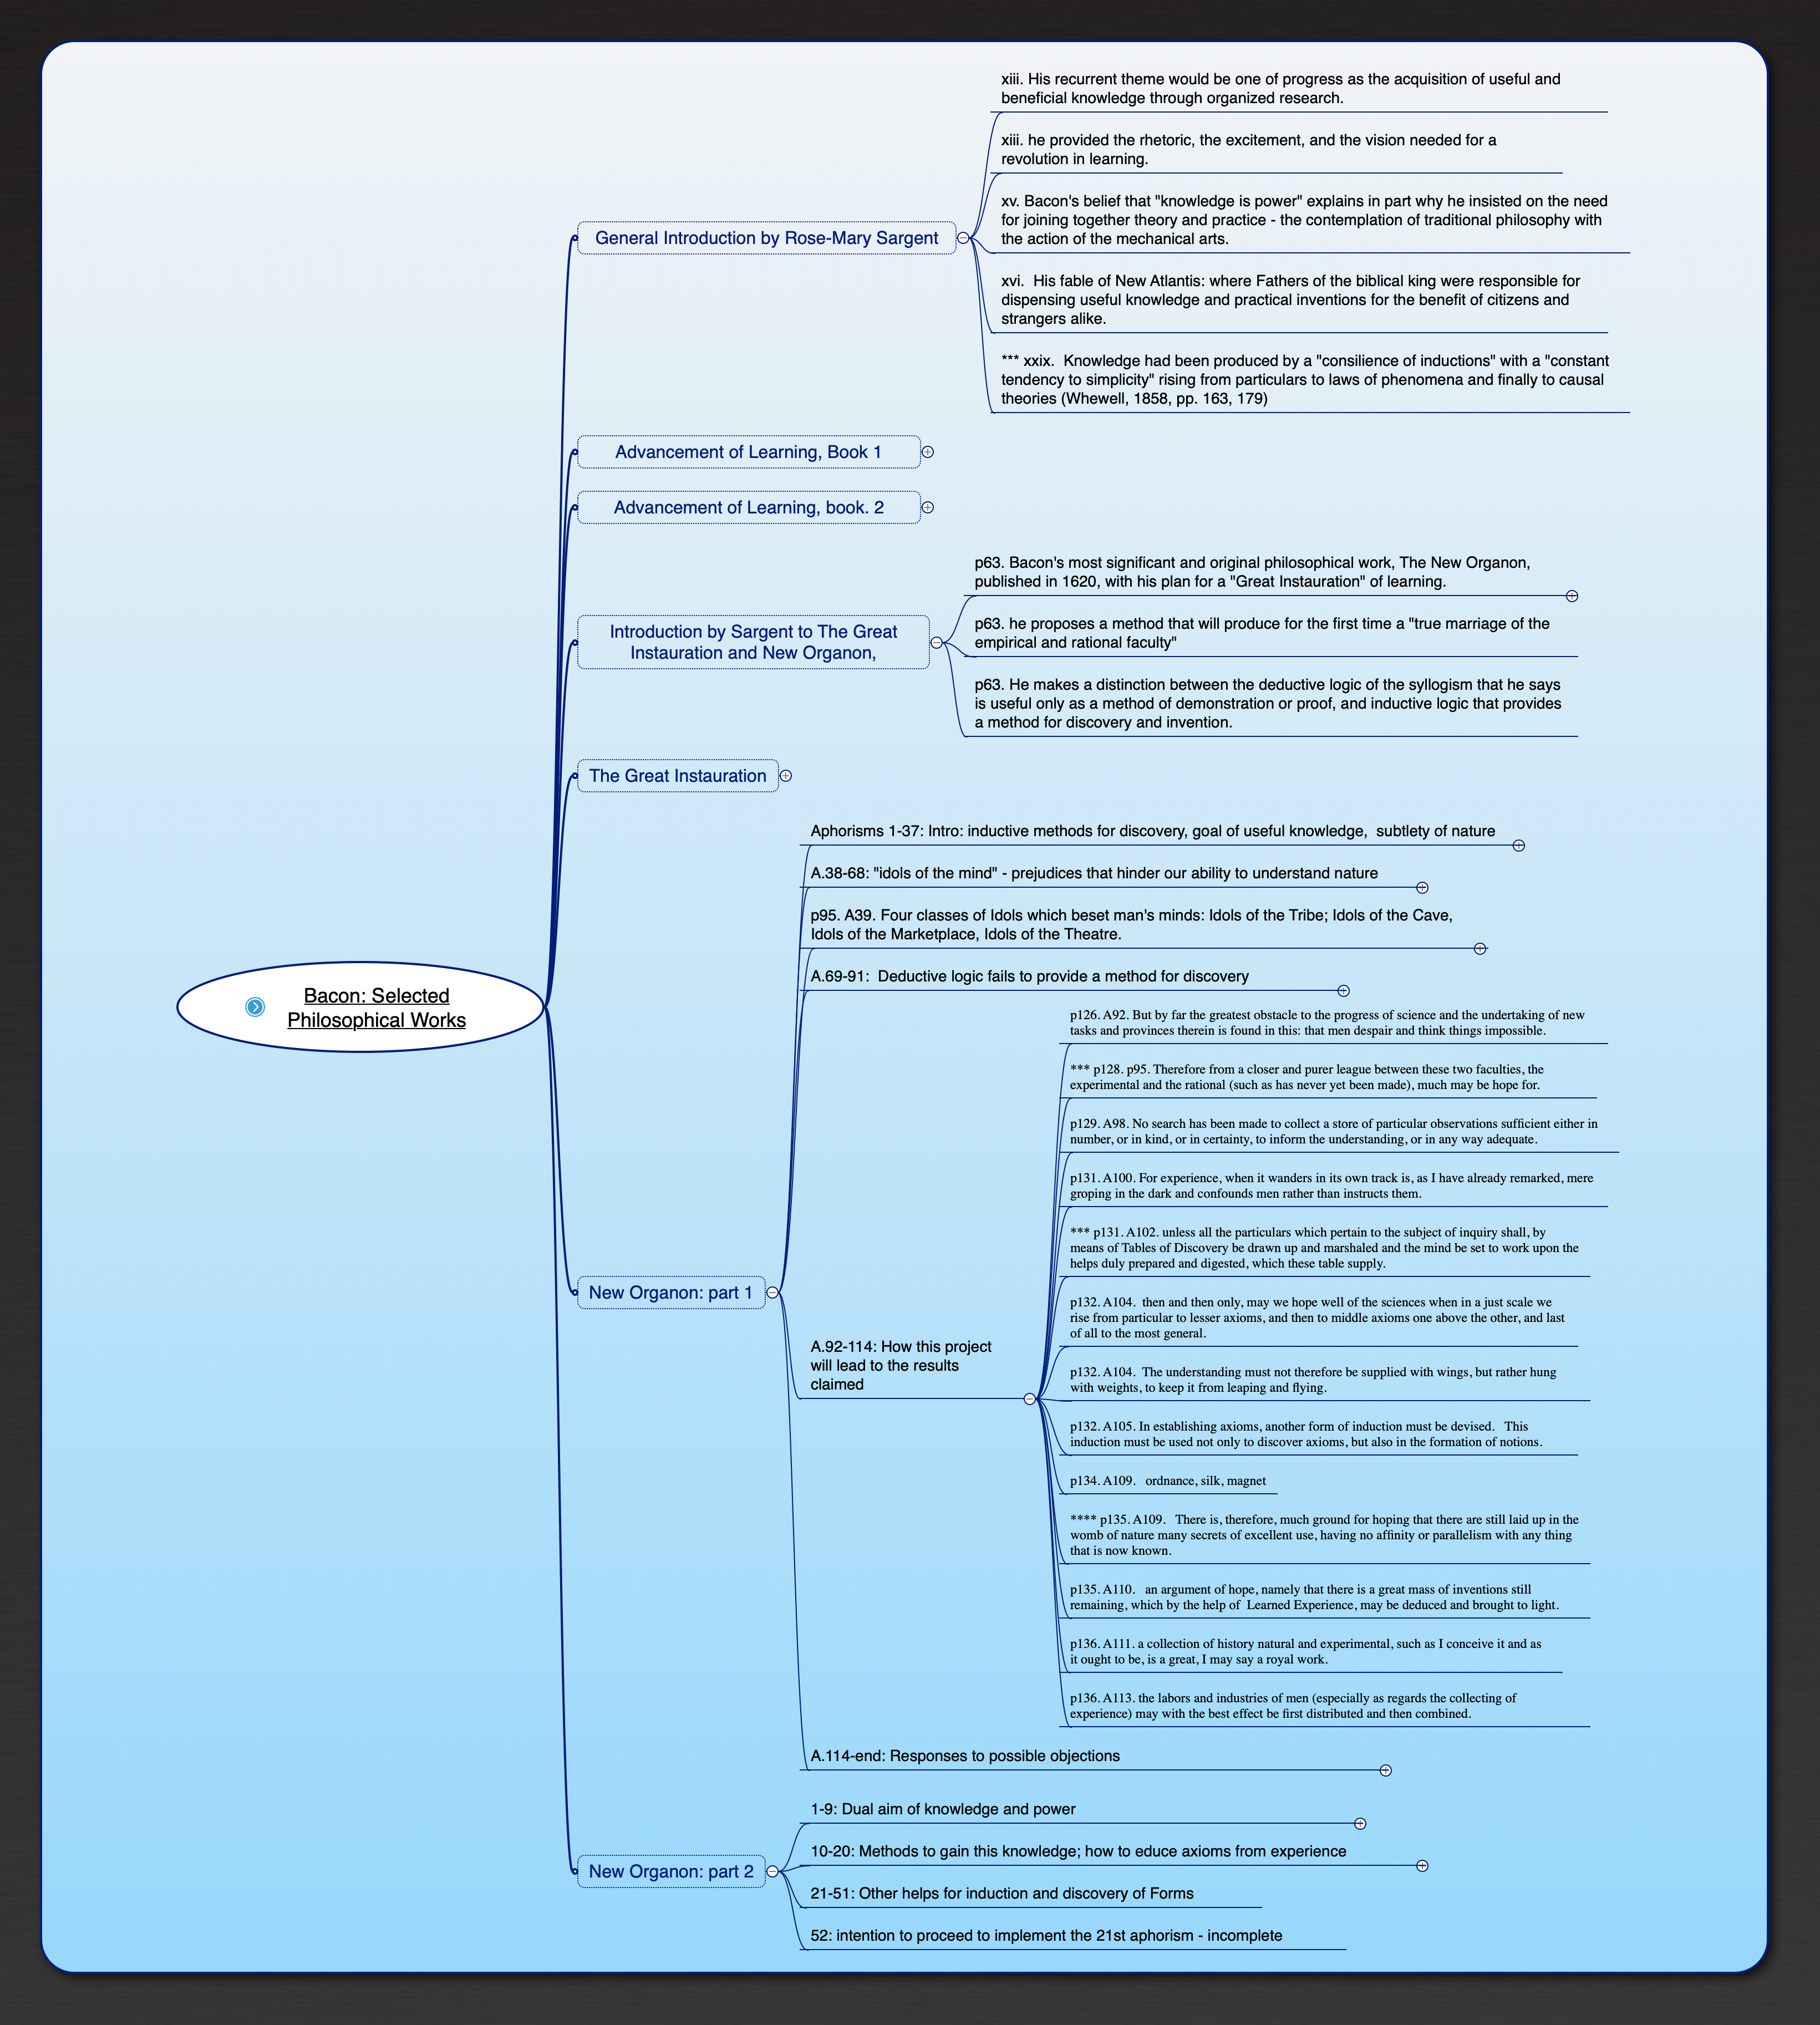 xiii. His recurrent theme would be one of progress as the acquisition of useful and
beneficial knowledge through organized research.
xiii. he provided the rhetoric, the excitement, and the vision needed for a
revolution in learning.
xv. Bacon's belief that "knowledge is power" explains in part why he insisted on the need
for joining together theory and practice - the contemplation of traditional philosophy with
the action of the mechanical arts.
General Introduction by Rose-Mary Sargent
xvi.  His fable of New Atlantis: where Fathers of the biblical king were responsible for
dispensing useful knowledge and practical inventions for the benefit of citizens and
strangers alike.
*** xxix.  Knowledge had been produced by a "consilience of inductions" with a "constant
tendency to simplicity" rising from particulars to laws of phenomena and finally to causal
theories (Whewell, 1858, pp. 163, 179)
Advancement of Learning, Book 1
Advancement of Learning, book. 2
p63. Bacon's most significant and original philosophical work, The New Organon,
published in 1620, with his plan for a "Great Instauration" of learning.
Introduction by Sargent to The Great
Instauration and New Organon,
p63. he proposes a method that will produce for the first time a "true marriage of the
empirical and rational faculty"
p63. He makes a distinction between the deductive logic of the syllogism that he says
is useful only as a method of demonstration or proof, and inductive logic that provides
a method for discovery and invention.
The Great Instauration
Aphorisms 1-37: Intro: inductive methods for discovery, goal of useful knowledge,  subtlety of nature
A.38-68: "idols of the mind" - prejudices that hinder our ability to understand nature
p95. A39. Four classes of Idols which beset man's minds: Idols of the Tribe; Idols of the Cave,
Idols of the Marketplace, Idols of the Theatre.
A.69-91:  Deductive logic fails to provide a method for discovery
Bacon: Selected
Philosophical Works
p126. A92. But by far the greatest obstacle to the progress of science and the undertaking of new
tasks and provinces therein is found in this: that men despair and think things impossible.
*** p128. p95. Therefore from a closer and purer league between these two faculties, the
experimental and the rational (such as has never yet been made), much may be hope for.
p129. A98. No search has been made to collect a store of particular observations sufficient either in
number, or in kind, or in certainty, to inform the understanding, or in any way adequate.
p131. A100. For experience, when it wanders in its own track is, as I have already remarked, mere
groping in the dark and confounds men rather than instructs them.
*** p131. A102. unless all the particulars which pertain to the subject of inquiry shall, by
means of Tables of Discovery be drawn up and marshaled and the mind be set to work upon the
helps duly prepared and digested, which these table supply.
New Organon: part 1
p132. A104.  then and then only, may we hope well of the sciences when in a just scale we
rise from particular to lesser axioms, and then to middle axioms one above the other, and last
of all to the most general.
A.92-114: How this project
will lead to the results
claimed
p132. A104.  The understanding must not therefore be supplied with wings, but rather hung
with weights, to keep it from leaping and flying.
p132. A105. In establishing axioms, another form of induction must be devised.   This
induction must be used not only to discover axioms, but also in the formation of notions.
p134. A109.   ordnance, silk, magnet
**** p135. A109.   There is, therefore, much ground for hoping that there are still laid up in the
womb of nature many secrets of excellent use, having no affinity or parallelism with any thing
that is now known.
p135. A110.   an argument of hope, namely that there is a great mass of inventions still
remaining, which by the help of  Learned Experience, may be deduced and brought to light.
p136. A111. a collection of history natural and experimental, such as I conceive it and as
it ought to be, is a great, I may say a royal work.
p136. A113. the labors and industries of men (especially as regards the collecting of
experience) may with the best effect be first distributed and then combined.
A.114-end: Responses to possible objections
1-9: Dual aim of knowledge and power
10-20: Methods to gain this knowledge; how to educe axioms from experience
New Organon: part 2
21-51: Other helps for induction and discovery of Forms
52: intention to proceed to implement the 21st aphorism - incomplete